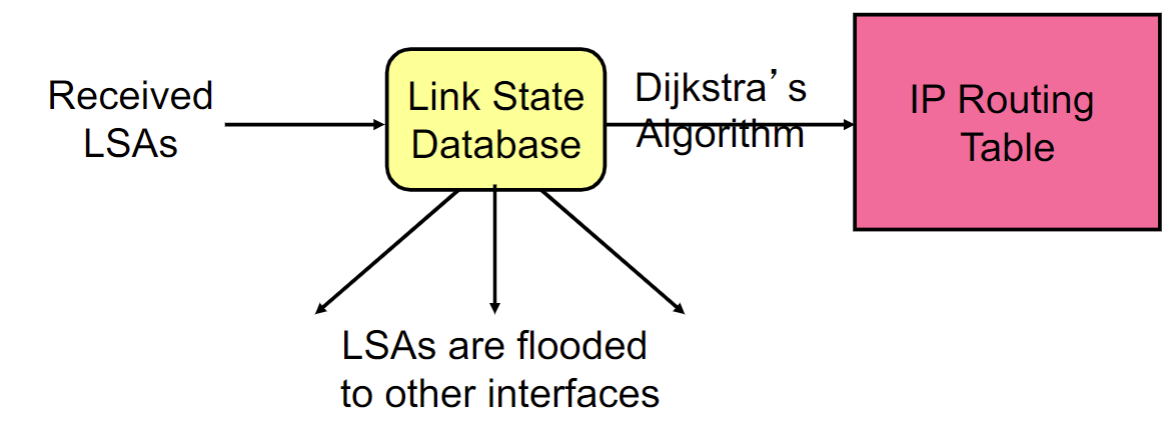 Received
LSAs
Link State
Database
Dijkstra’s
Algorithm
IP Routing
Table
LSAs are flooded
to other interfaces